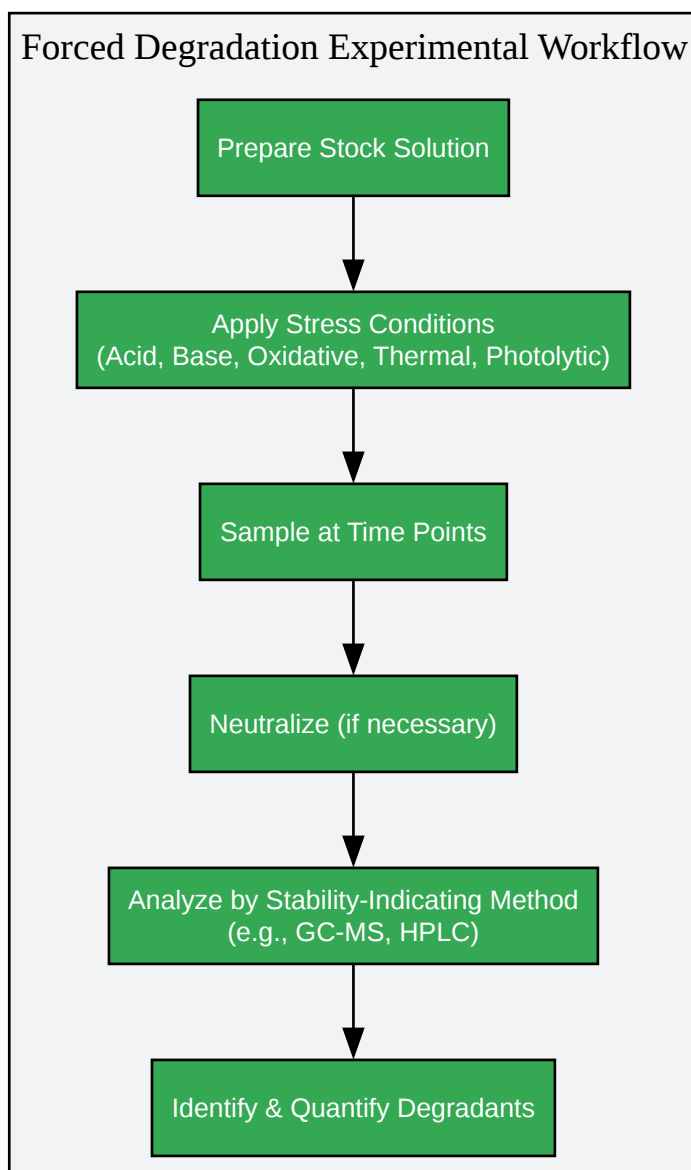 Forced Degradation Experimental Workflow
Prepare Stock Solution
Apply Stress Conditions
(Acid, Base, Oxidative, Thermal, Photolytic)
Sample at Time Points
Neutralize (if necessary)
Analyze by Stability-Indicating Method
(e.g., GC-MS, HPLC)
Identify & Quantify Degradants